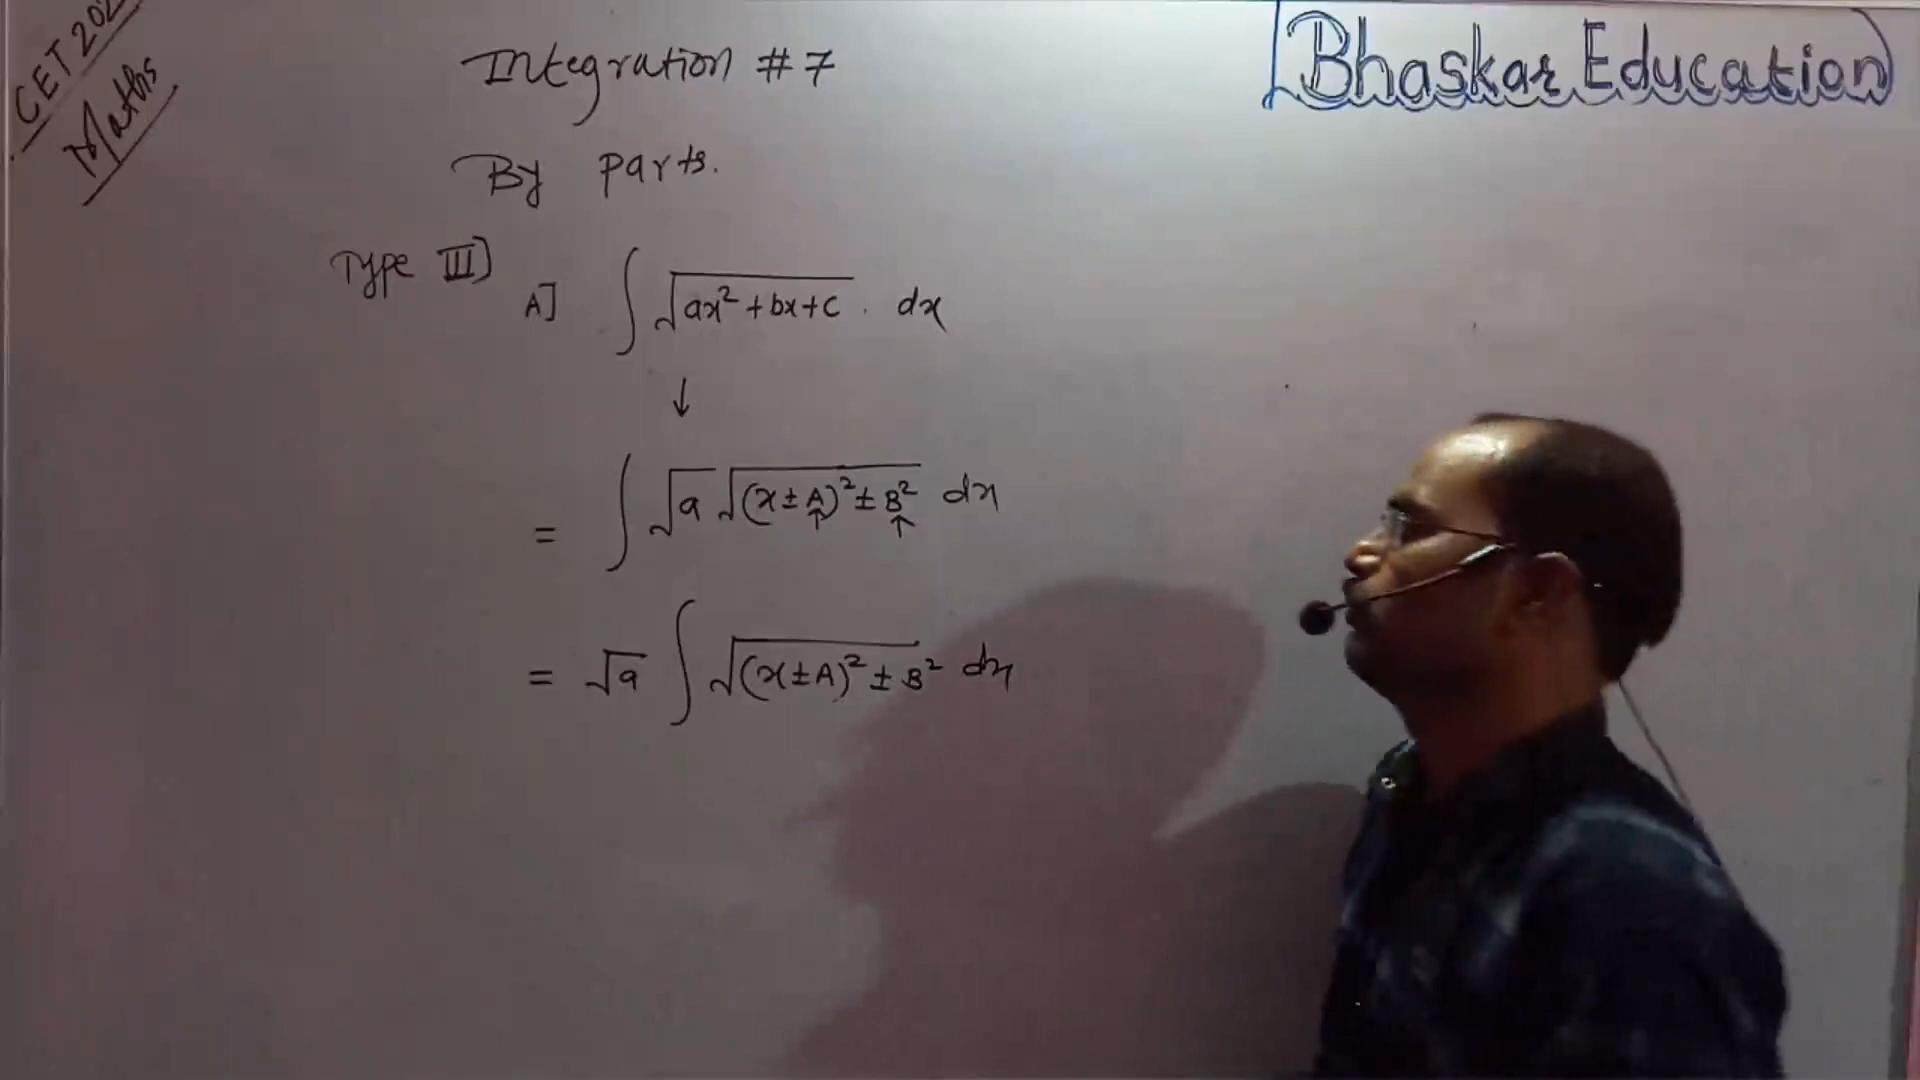 CET 202
Maths
Integration #7
Bhaskar Education
By parts.
Type III)
A] ∫ √(ax² + bx + c) . dx
↓
= ∫ √a √((x ± A)² ± B²) dx
↑ ↑
= √a ∫ √((x ± A)² ± B²) dx